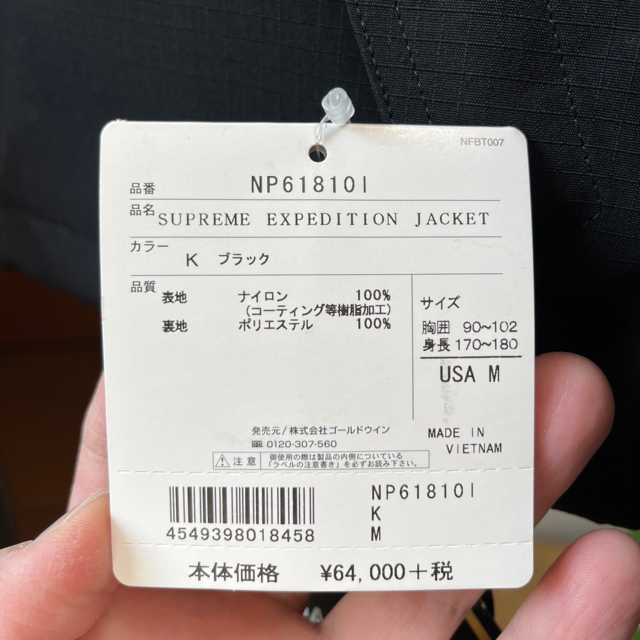 NFBT007
品番 NP61810I
品名 SUPREME EXPEDITION JACKET
カラー K ブラック
品質
表地 ナイロン 100%
(コーティング等樹脂加工)
裏地 ポリエステル 100%
サイズ
胸囲 90~102
身長 170~180
USA M
発売元/株式会社ゴールドウイン
0120-307-560
注意 御使用の際は製品の内側についている
「ラベルの注意書き」を必ずお読み下さい。
MADE IN
VIETNAM
NP61810I
K
M
4549398018458
本体価格 ¥64,000+税